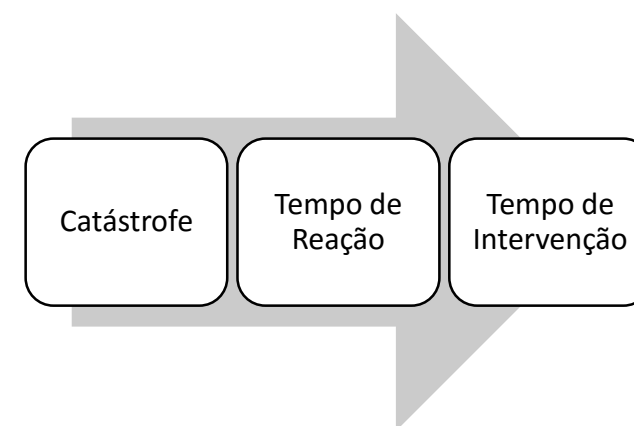 Catástrofe
Tempo de
Reação
Tempo de
Intervenção